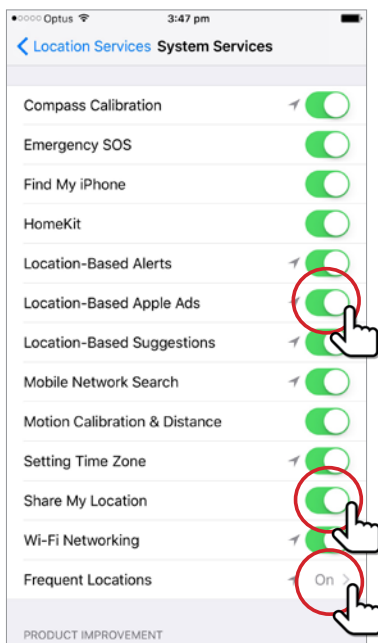 Optus 3:47 pm
Location Services System Services
Compass Calibration
Emergency SOS
Find My iPhone
HomeKit
Location-Based Alerts
Location-Based Apple Ads
Location-Based Suggestions
Mobile Network Search
Motion Calibration & Distance
Setting Time Zone
Share My Location
Wi-Fi Networking
Frequent Locations On
PRODUCT IMPROVEMENT